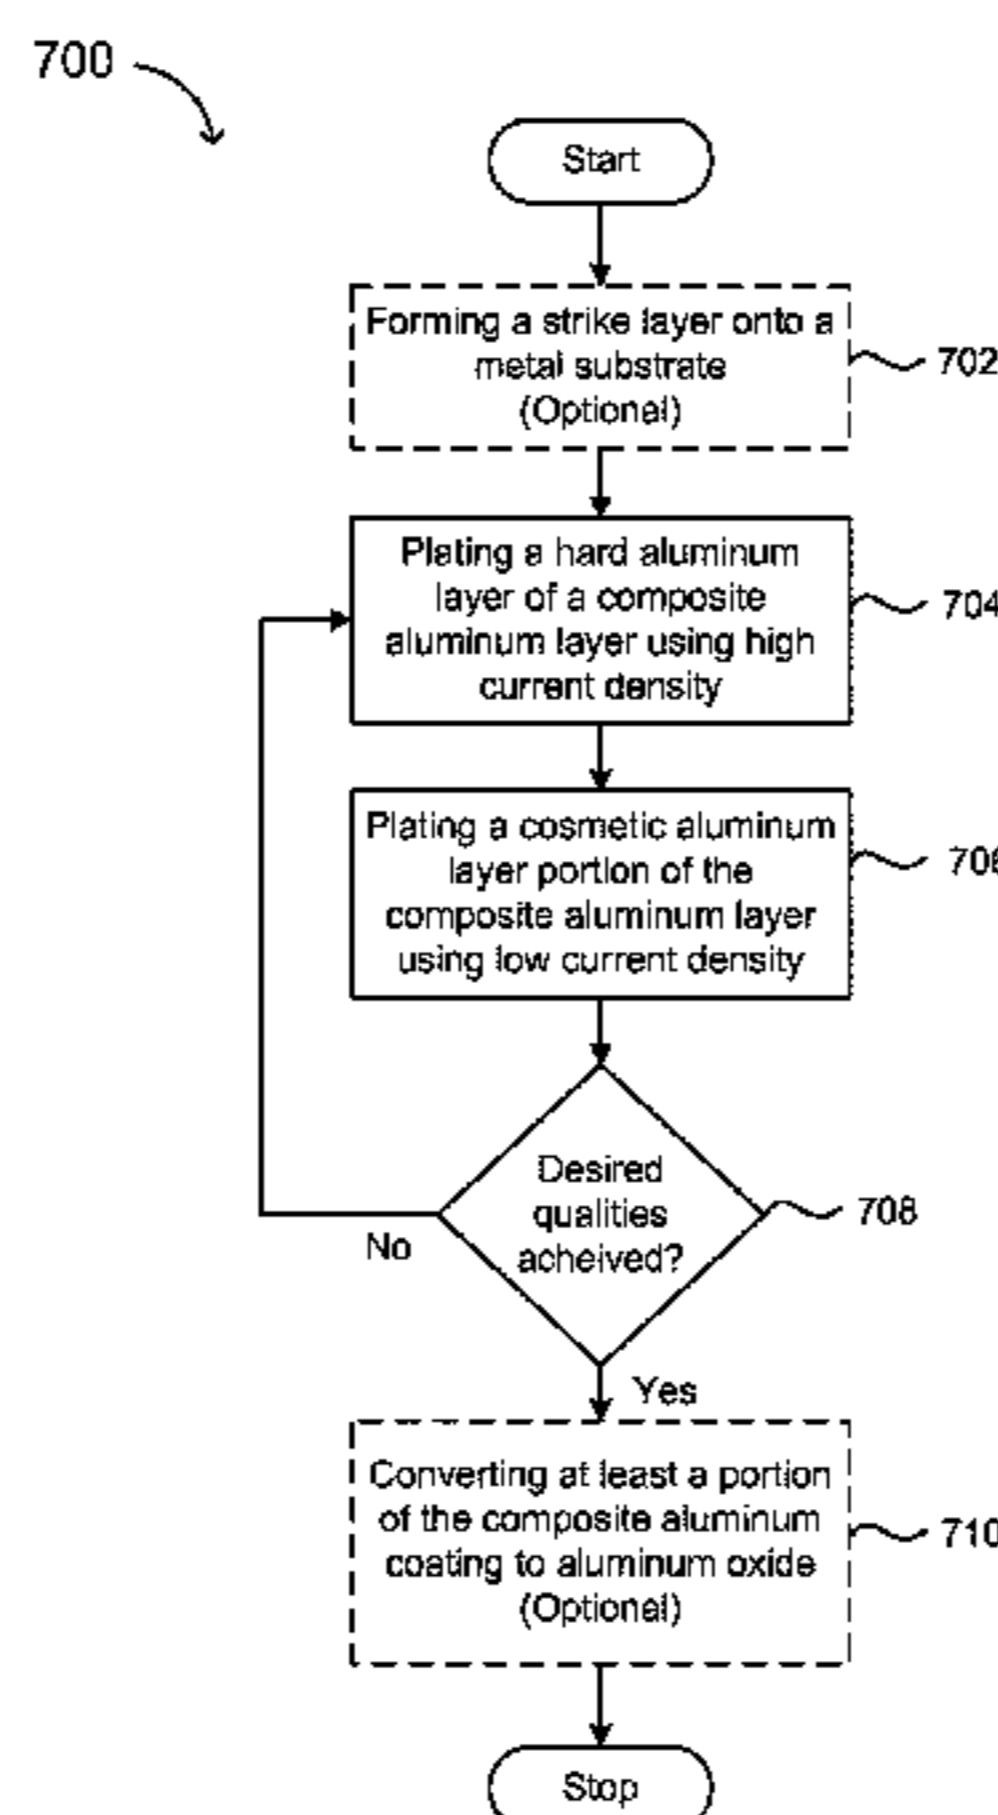 700
Start
Forming a strike layer onto a
metal substrate
(Optional)
702
Plating a hard aluminum
layer of a composite
aluminum layer using high
current density
704
Plating a cosmetic aluminum
layer portion of the
composite aluminum layer
using low current density
706
Desired
qualities
acheived?
708
No
Yes
Converting at least a portion
of the composite aluminum
coating to aluminum oxide
(Optional)
710
Stop